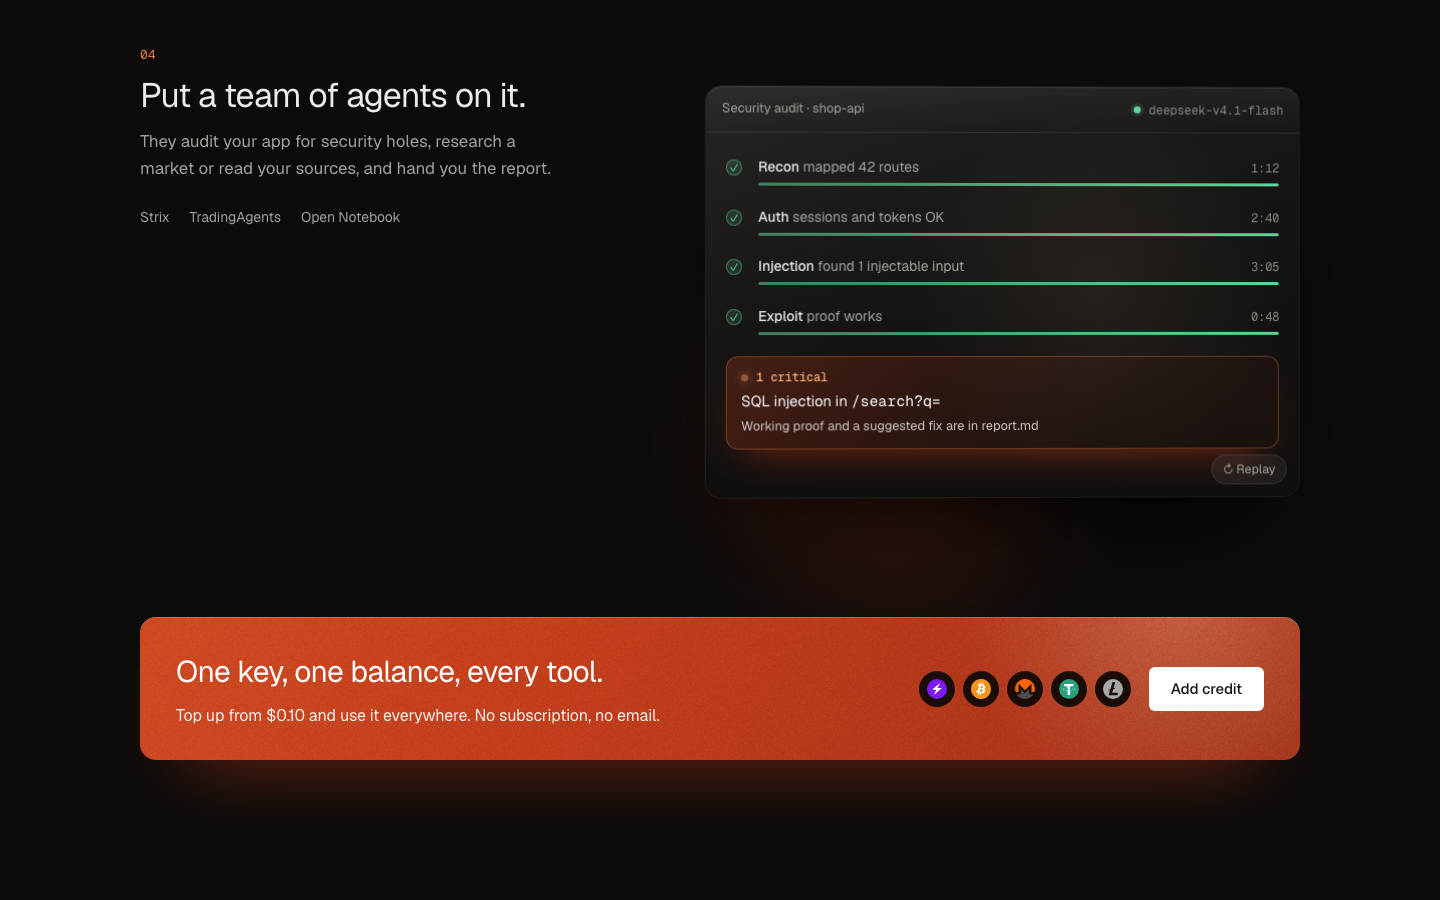 04
Put a team of agents on it.
They audit your app for security holes, research a
market or read your sources, and hand you the report.
Strix TradingAgents Open Notebook
Security audit · shop-api
deepseek-v4.1-flash
Recon mapped 42 routes 1:12
Auth sessions and tokens OK 2:40
Injection found 1 injectable input 3:05
Exploit proof works 0:48
1 critical
SQL injection in /search?q=
Working proof and a suggested fix are in report.md
Replay
One key, one balance, every tool.
Top up from $0.10 and use it everywhere. No subscription, no email.
Add credit